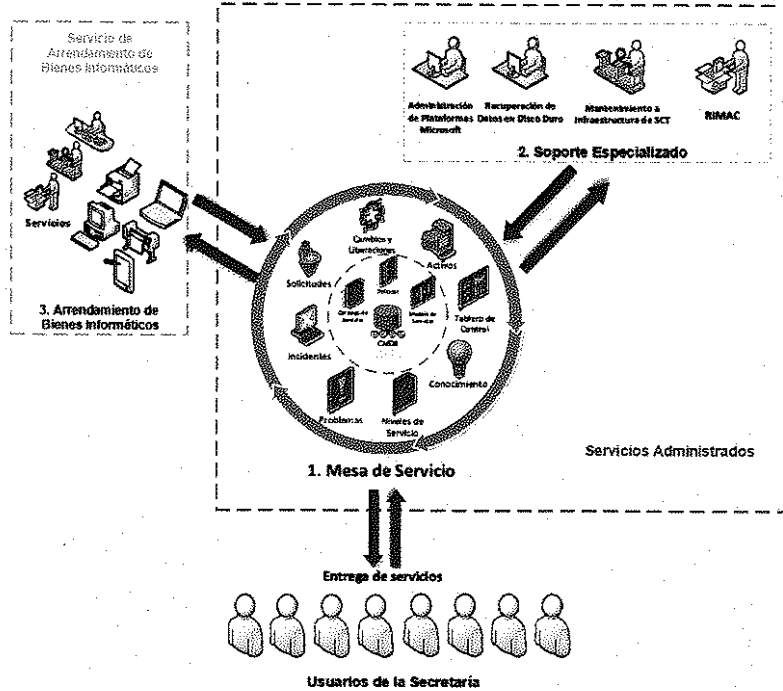 Servicio de
Arrendamiento de
Bienes Informáticos
Servicios
3. Arrendamiento de
Bienes Informáticos
Administración
de Plataformas
Microsoft
Recuperación de
Datos en Disco Duro
Mantenimiento a
Infraestructura de SCT
RIMAC
2. Soporte Especializado
Cambios y
Liberaciones
Activos
Solicitudes
Tablero de
Control
CMDB
Incidentes
Conocimiento
Problemas
Niveles de
Servicio
1. Mesa de Servicio
Servicios Administrados
Entrega de servicios
Usuarios de la Secretaría